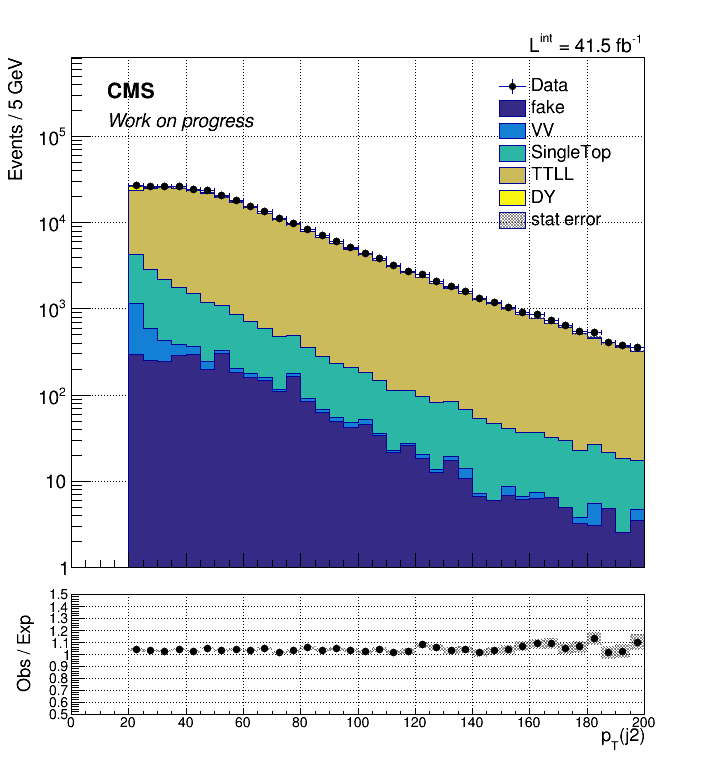 L^int = 41.5 fb^-1
Events / 5 GeV
CMS
Work on progress
Data
fake
VV
SingleTop
TTLL
DY
stat error
10^5
10^4
10^3
10^2
10
1
Obs / Exp
1.5
1.4
1.3
1.2
1.1
1
0.9
0.8
0.7
0.6
0.5
0 20 40 60 80 100 120 140 160 180 200
p_T(j2)